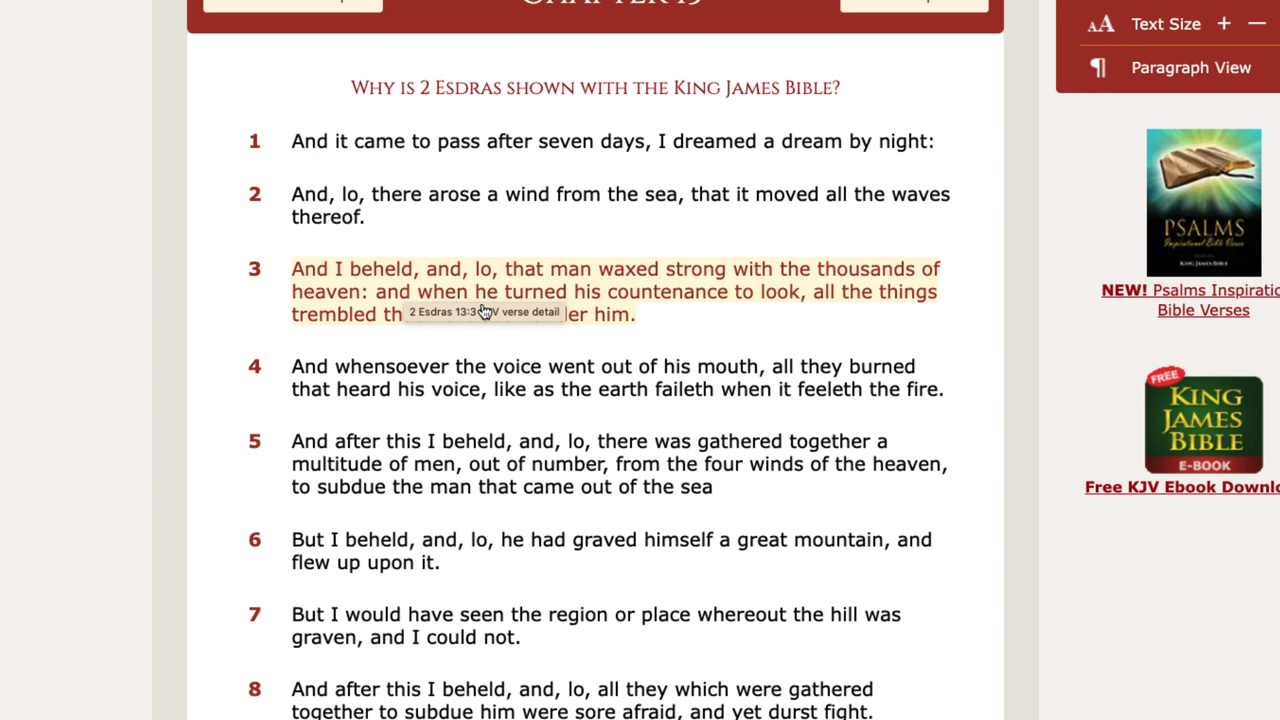 AA Text Size + —
¶ Paragraph View
WHY IS 2 ESDRAS SHOWN WITH THE KING JAMES BIBLE?
1 And it came to pass after seven days, I dreamed a dream by night:
2 And, lo, there arose a wind from the sea, that it moved all the waves
thereof.
3 And I beheld, and, lo, that man waxed strong with the thousands of
heaven: and when he turned his countenance to look, all the things
trembled th er him.
2 Esdras 13:3 V verse detail
4 And whensoever the voice went out of his mouth, all they burned
that heard his voice, like as the earth faileth when it feeleth the fire.
5 And after this I beheld, and, lo, there was gathered together a
multitude of men, out of number, from the four winds of the heaven,
to subdue the man that came out of the sea
6 But I beheld, and, lo, he had graved himself a great mountain, and
flew up upon it.
7 But I would have seen the region or place whereout the hill was
graven, and I could not.
8 And after this I beheld, and, lo, all they which were gathered
together to subdue him were sore afraid, and yet durst fight.
PSALMS
Inspirational Bible Verses
KING JAMES BIBLE
NEW! Psalms Inspiratio
Bible Verses
FREE
KING
JAMES
BIBLE
E-BOOK
Free KJV Ebook Downlo